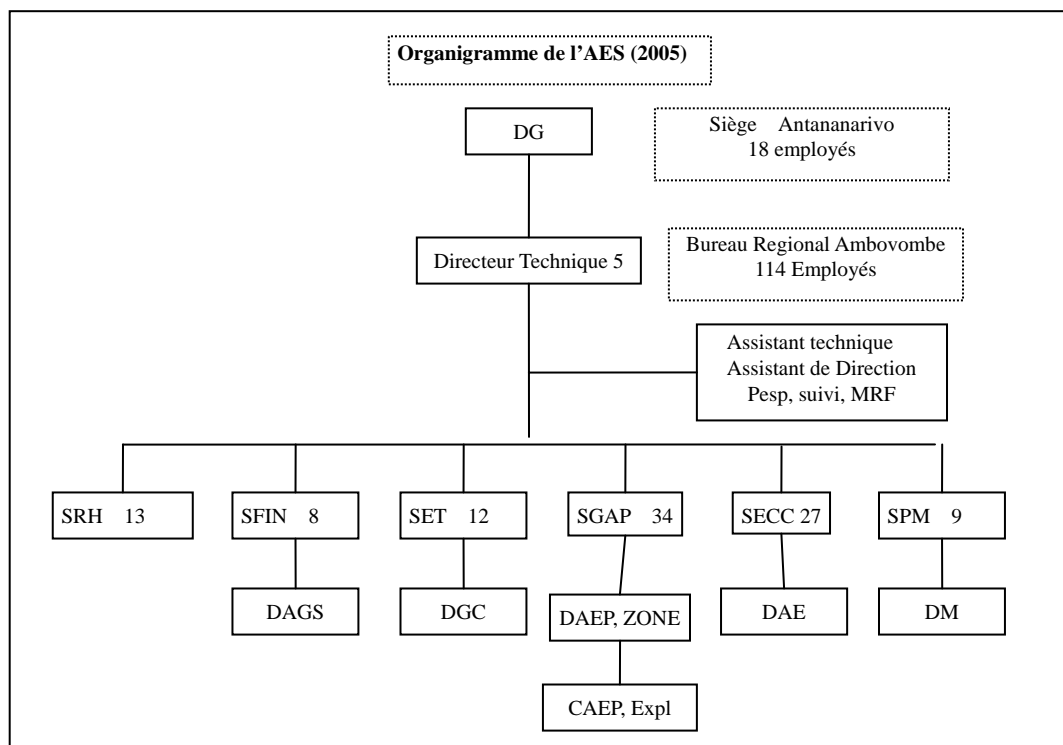 Organigramme de l'AES (2005)
DG
Siège Antananarivo
18 employés
Directeur Technique 5
Bureau Regional Ambovombe
114 Employés
Assistant technique
Assistant de Direction
Pesp, suivi, MRF
SRH 13
SFIN 8
SET 12
SGAP 34
SECC 27
SPM 9
DAGS
DGC
DAEP, ZONE
DAE
DM
CAEP, Expl